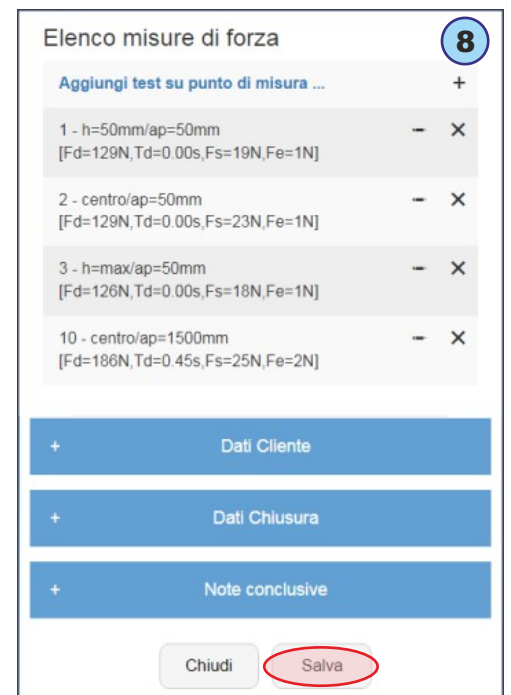 Elenco misure di forza
8
Aggiungi test su punto di misura ... +
1 - h=50mm/ap=50mm
[Fd=129N,Td=0.00s,Fs=19N,Fe=1N]
2 - centro/ap=50mm
[Fd=129N,Td=0.00s,Fs=23N,Fe=1N]
3 - h=max/ap=50mm
[Fd=126N,Td=0.00s,Fs=18N,Fe=1N]
10 - centro/ap=1500mm
[Fd=186N,Td=0.45s,Fs=25N,Fe=2N]
+ Dati Cliente
+ Dati Chiusura
+ Note conclusive
Chiudi Salva